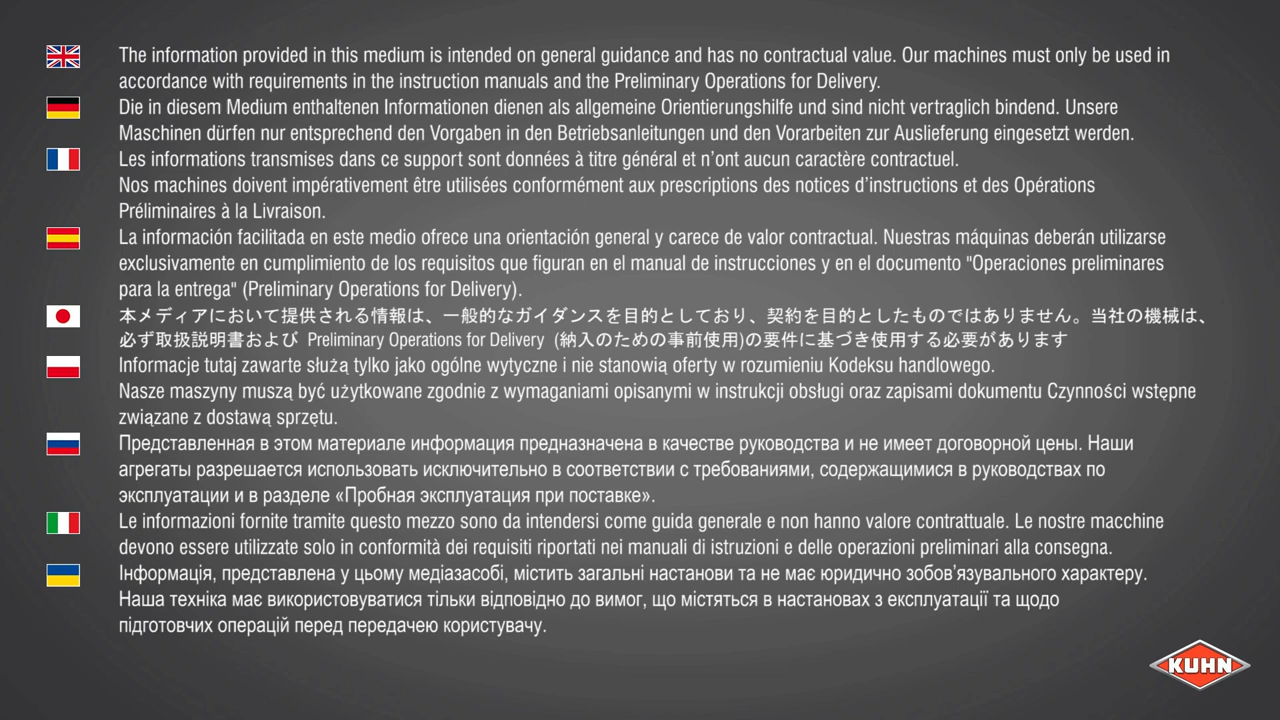 The information provided in this medium is intended on general guidance and has no contractual value. Our machines must only be used in
accordance with requirements in the instruction manuals and the Preliminary Operations for Delivery.
Die in diesem Medium enthaltenen Informationen dienen als allgemeine Orientierungshilfe und sind nicht vertraglich bindend. Unsere
Maschinen dürfen nur entsprechend den Vorgaben in den Betriebsanleitungen und den Vorarbeiten zur Auslieferung eingesetzt werden.
Les informations transmises dans ce support sont données à titre général et n’ont aucun caractère contractuel.
Nos machines doivent impérativement être utilisées conformément aux prescriptions des notices d’instructions et des Opérations
Préliminaires à la Livraison.
La información facilitada en este medio ofrece una orientación general y carece de valor contractual. Nuestras máquinas deberán utilizarse
exclusivamente en cumplimiento de los requisitos que figuran en el manual de instrucciones y en el documento "Operaciones preliminares
para la entrega" (Preliminary Operations for Delivery).
本メディアにおいて提供される情報は、一般的なガイダンスを目的としており、契約を目的としたものではありません。当社の機械は、
必ず取扱説明書および Preliminary Operations for Delivery (納入のための事前使用)の要件に基づき使用する必要があります
Informacje tutaj zawarte służą tylko jako ogólne wytyczne i nie stanowią oferty w rozumieniu Kodeksu handlowego.
Nasze maszyny muszą być użytkowane zgodnie z wymaganiami opisanymi w instrukcji obsługi oraz zapisami dokumentu Czynności wstępne
związane z dostawą sprzętu.
Представленная в этом материале информация предназначена в качестве руководства и не имеет договорной цены. Наши
агрегаты разрешается использовать исключительно в соответствии с требованиями, содержащимися в руководствах по
эксплуатации и в разделе «Пробная эксплуатация при поставке».
Le informazioni fornite tramite questo mezzo sono da intendersi come guida generale e non hanno valore contrattuale. Le nostre macchine
devono essere utilizzate solo in conformità dei requisiti riportati nei manuali di istruzioni e delle operazioni preliminari alla consegna.
Інформація, представлена у цьому медіазасобі, містить загальні настанови та не має юридично зобов’язувального характеру.
Наша техніка має використовуватися тільки відповідно до вимог, що містяться в настановах з експлуатації та щодо
підготовчих операцій перед передачею користувачу.
KUHN